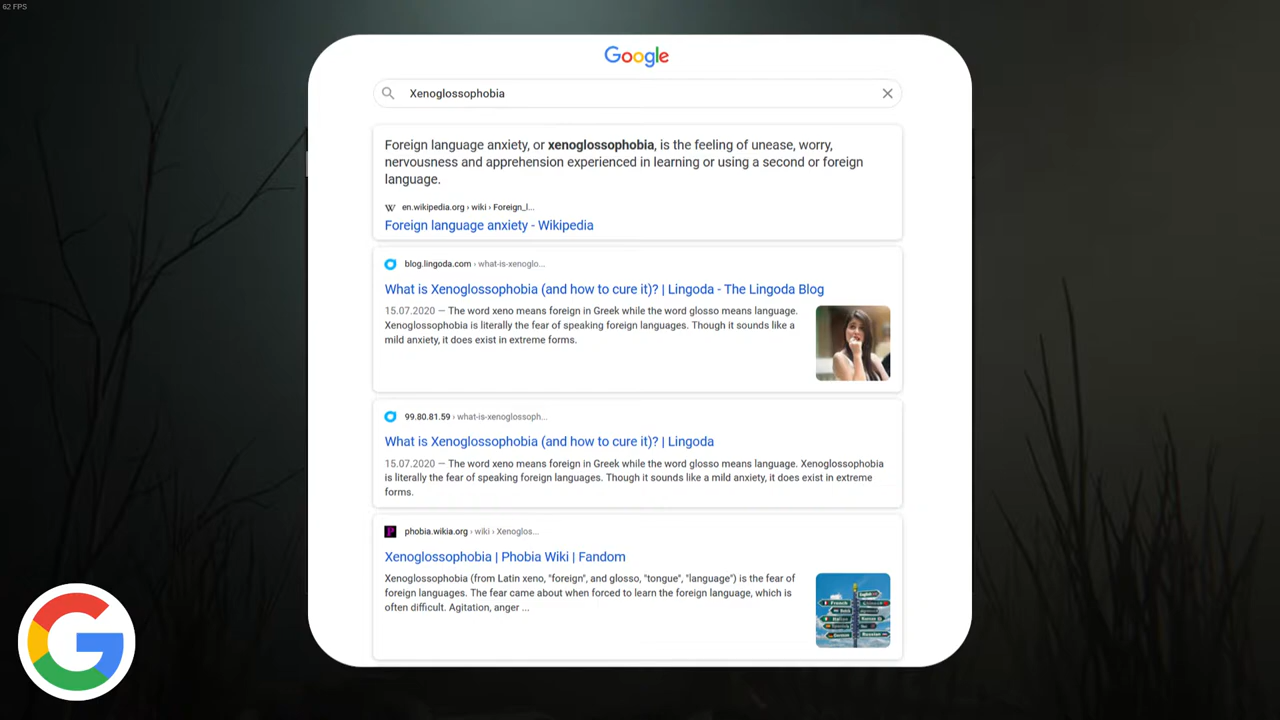 62 FPS
Google
Xenoglossophobia
Foreign language anxiety, or xenoglossophobia, is the feeling of unease, worry,
nervousness and apprehension experienced in learning or using a second or foreign
language.
W en.wikipedia.org › wiki › Foreign_l...
Foreign language anxiety - Wikipedia
blog.lingoda.com › what-is-xenoglo...
What is Xenoglossophobia (and how to cure it)? | Lingoda - The Lingoda Blog
15.07.2020 — The word xeno means foreign in Greek while the word glosso means language.
Xenoglossophobia is literally the fear of speaking foreign languages. Though it sounds like a
mild anxiety, it does exist in extreme forms.
99.80.81.59 › what-is-xenoglossoph...
What is Xenoglossophobia (and how to cure it)? | Lingoda
15.07.2020 — The word xeno means foreign in Greek while the word glosso means language. Xenoglossophobia
is literally the fear of speaking foreign languages. Though it sounds like a mild anxiety, it does exist in extreme
forms.
P phobia.wikia.org › wiki › Xenoglos...
Xenoglossophobia | Phobia Wiki | Fandom
Xenoglossophobia (from Latin xeno, "foreign", and glosso, "tongue", "language") is the fear of
foreign languages. The fear came about when forced to learn the foreign language, which is
often difficult. Agitation, anger ...
English
French
Italian
German
Russian
G